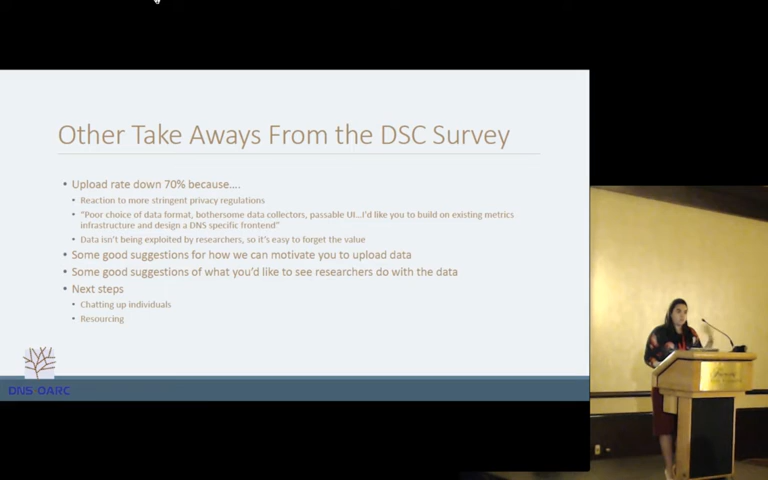 Other Take Aways From the DSC Survey
• Upload rate down 70% because….
• Reaction to more stringent privacy regulations
• "Poor choice of data format, bothersome data collectors, passable UI…I'd like you to build on existing metrics
infrastructure and design a DNS specific frontend"
• Data isn't being exploited by researchers, so it's easy to forget the value
• Some good suggestions for how we can motivate you to upload data
• Some good suggestions of what you'd like to see researchers do with the data
• Next steps
• Chatting up individuals
• Resourcing
DNS-OARC